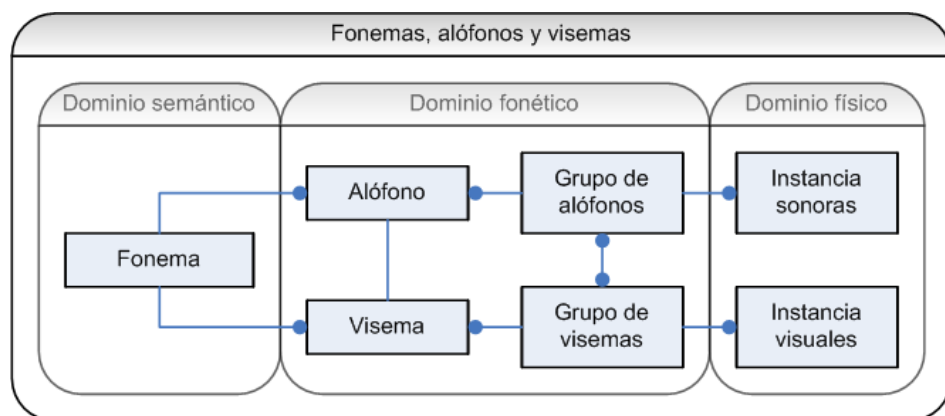 Fonemas, alófonos y visemas
Dominio semántico
Dominio fonético
Dominio físico
Fonema
Alófono
Grupo de
alófonos
Instancia
sonoras
Visema
Grupo de
visemas
Instancia
visuales